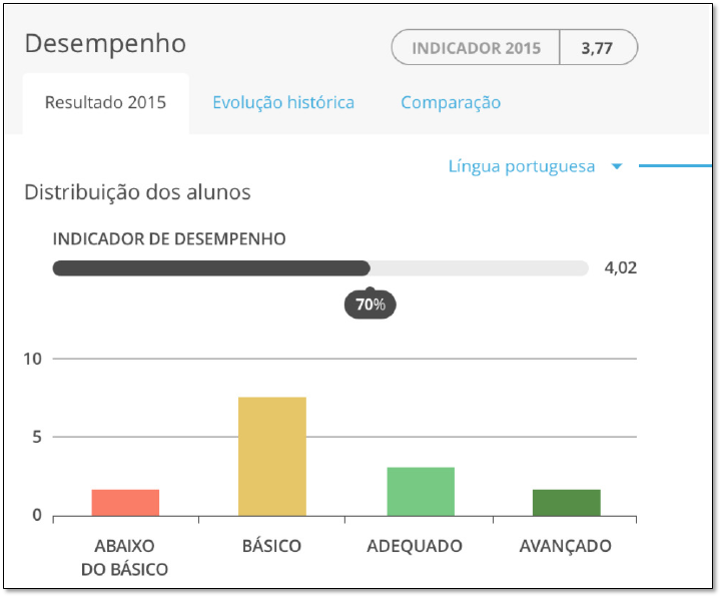 Desempenho
INDICADOR 2015 3,77
Resultado 2015 Evolução histórica Comparação
Língua portuguesa
Distribuição dos alunos
INDICADOR DE DESEMPENHO
4,02
70%
10
5
0
ABAIXO DO BÁSICO
BÁSICO
ADEQUADO
AVANÇADO